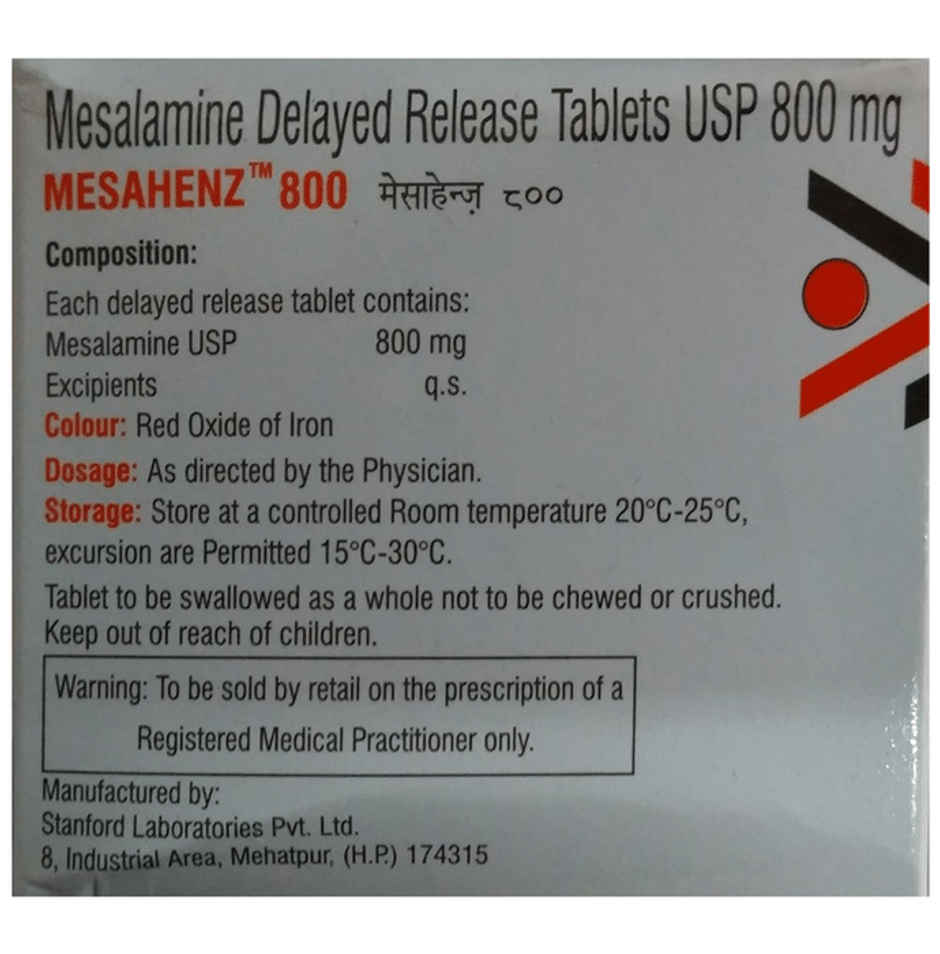 Mesalamine Delayed Release Tablets USP 800 mg
MESAHENZ™ 800 मेसाहेन्ज़ ८००
Composition:
Each delayed release tablet contains:
Mesalamine USP 800 mg
Excipients q.s.
Colour: Red Oxide of Iron
Dosage: As directed by the Physician.
Storage: Store at a controlled Room temperature 20°C-25°C,
excursion are Permitted 15°C-30°C.
Tablet to be swallowed as a whole not to be chewed or crushed.
Keep out of reach of children.
Warning: To be sold by retail on the prescription of a
Registered Medical Practitioner only.
Manufactured by:
Stanford Laboratories Pvt. Ltd.
8, Industrial Area, Mehatpur, (H.P.) 174315